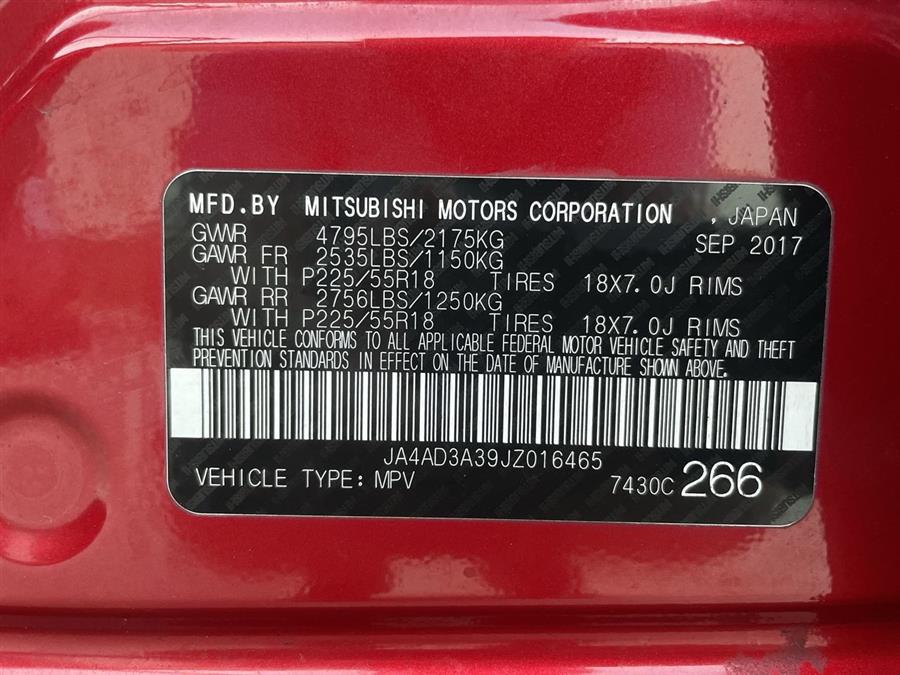 MFD.BY MITSUBISHI MOTORS CORPORATION , JAPAN
GVWR 4795LBS/2175KG SEP 2017
GAWR FR 2535LBS/1150KG
WITH P225/55R18 TIRES 18X7.0J RIMS
GAWR RR 2756LBS/1250KG
WITH P225/55R18 TIRES 18X7.0J RIMS
THIS VEHICLE CONFORMS TO ALL APPLICABLE FEDERAL MOTOR VEHICLE SAFETY AND THEFT
PREVENTION STANDARDS IN EFFECT ON THE DATE OF MANUFACTURE SHOWN ABOVE.
JA4AD3A39JZ016465
VEHICLE TYPE: MPV 7430C 266